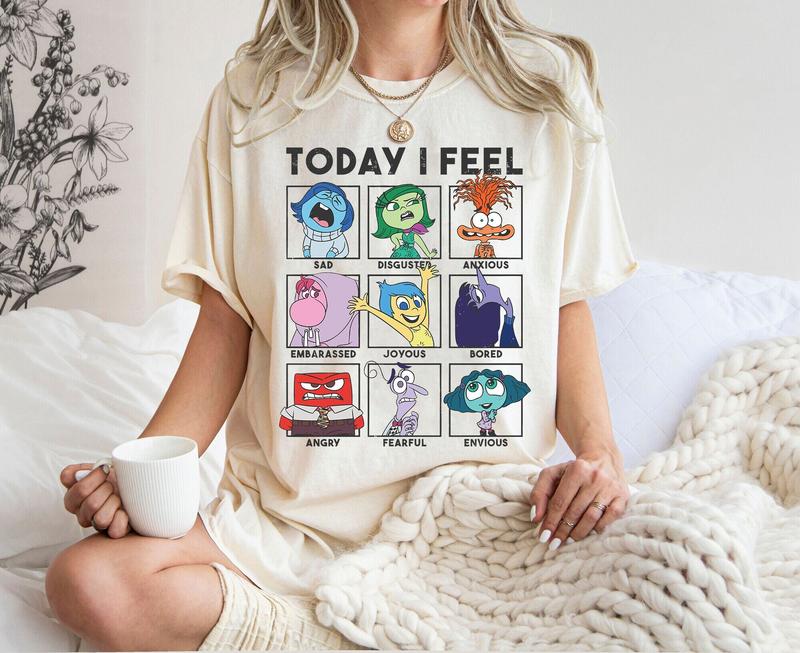 TODAY I FEEL
SAD DISGUSTED ANXIOUS
EMBARASSED JOYOUS BORED
ANGRY FEARFUL ENVIOUS